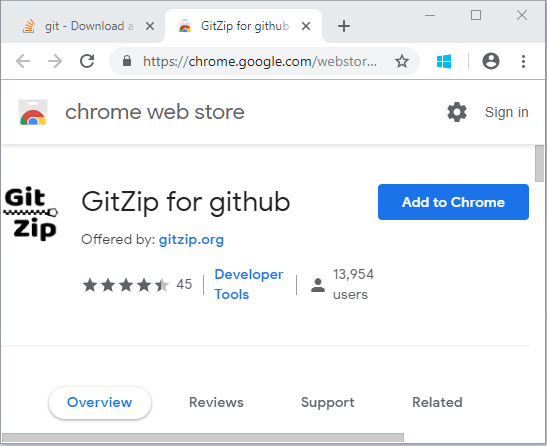 git - Download a
GitZip for github
https://chrome.google.com/webstor...
chrome web store
Sign in
Git
Zip
GitZip for github
Add to Chrome
Offered by: gitzip.org
45
Developer
Tools
13,954
users
Overview
Reviews
Support
Related